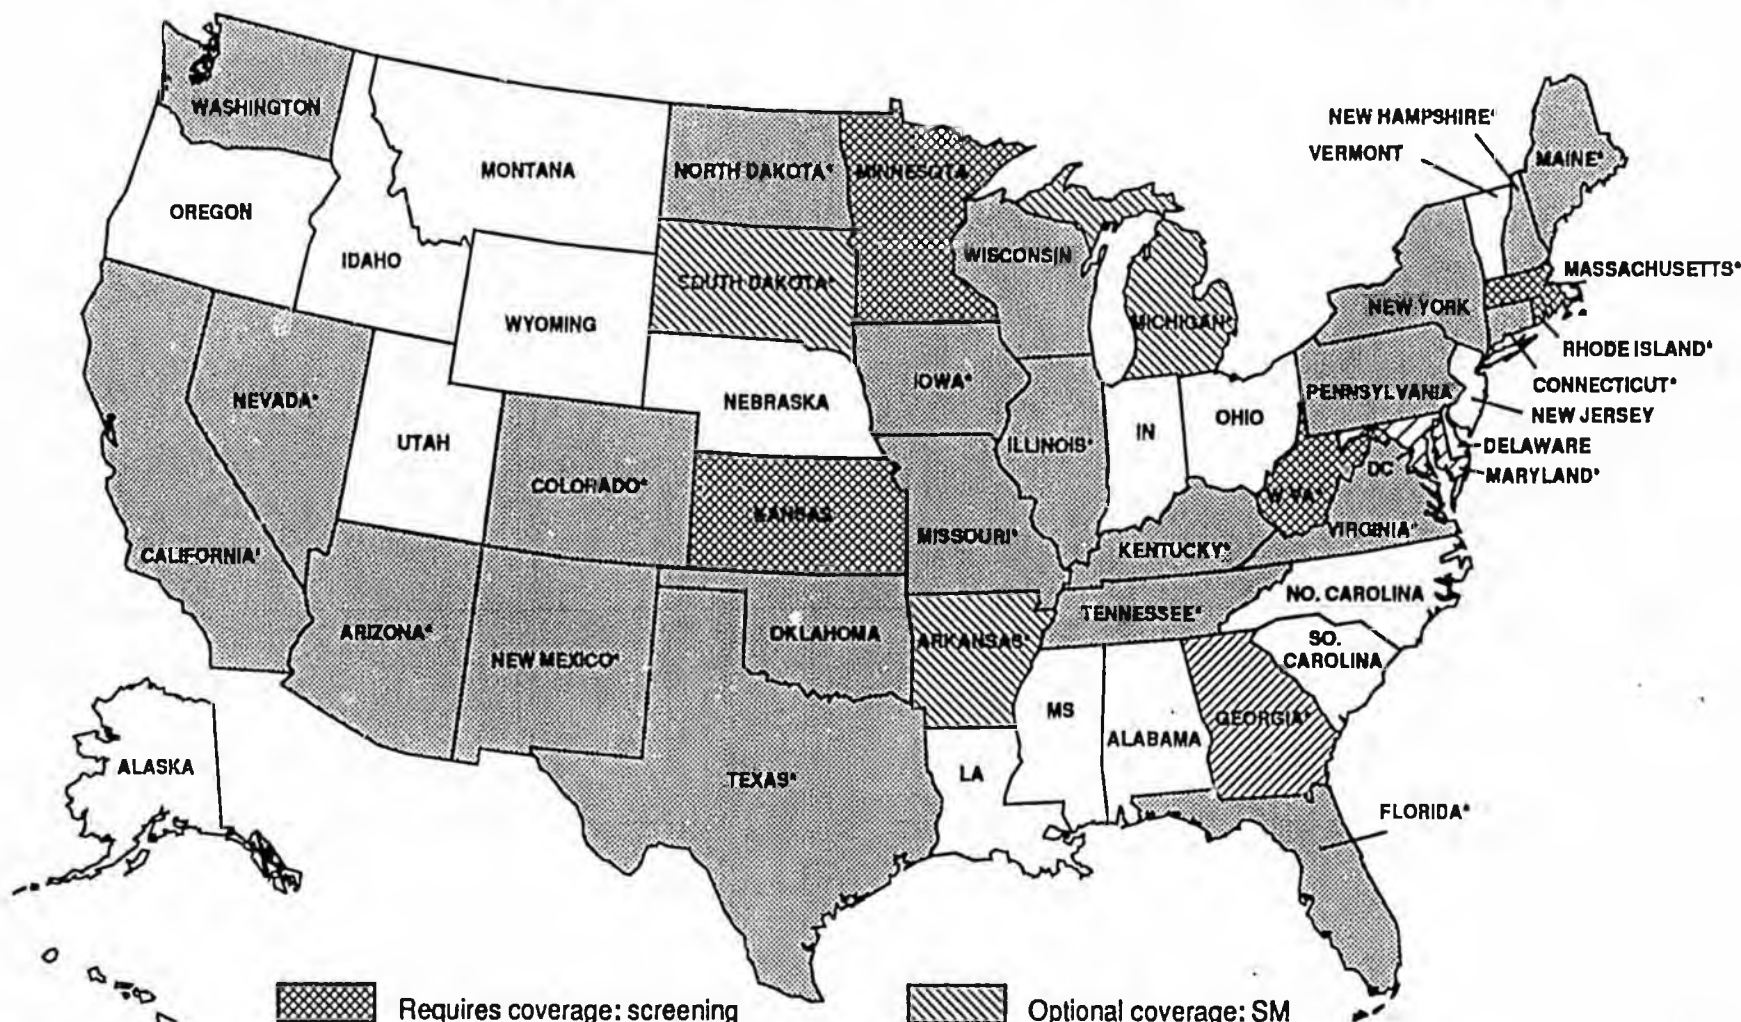 NEW HAMPSHIRE
VERMONT
MAINE
WASHINGTON
MONTANA
NORTH DAKOTA
MINNESOTA
OREGON
IDAHO
SOUTH DAKOTA
WISCONSIN
MICHIGAN
NEW YORK
MASSACHUSETTS
RHODE ISLAND
CONNECTICUT
NEW JERSEY
DELAWARE
MARYLAND
WYOMING
NEVADA
UTAH
NEBRASKA
IOWA
ILLINOIS
IN
OHIO
PENNSYLVANIA
DC
W.VA
VIRGINIA
COLORADO
KANSAS
MISSOURI
KENTUCKY
CALIFORNIA
ARIZONA
NEW MEXICO
OKLAHOMA
ARKANSAS
TENNESSEE
NO. CAROLINA
SO.
CAROLINA
MS
ALABAMA
GEORGIA
LA
TEXAS
ALASKA
FLORIDA
Requires coverage: screening
Optional coverage: SM